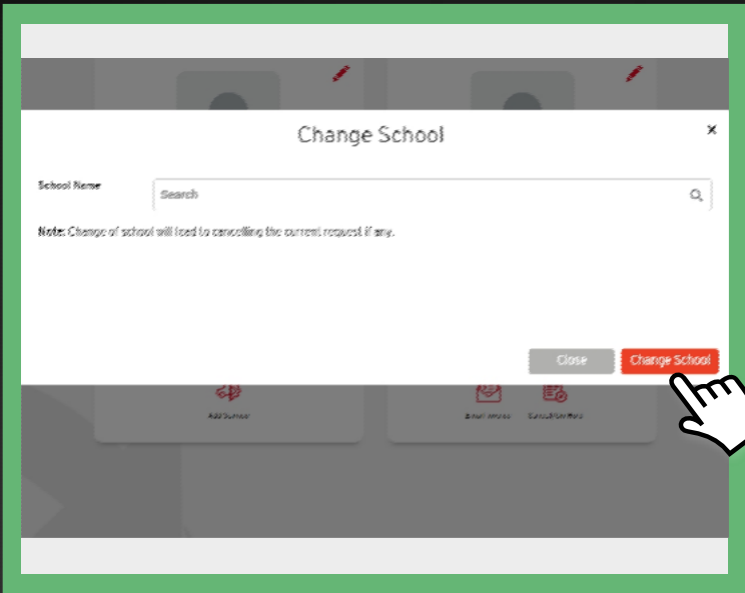 Change School
×
School Name
Search
Note: Change of school will lead to cancelling the current request if any.
Close
Change School